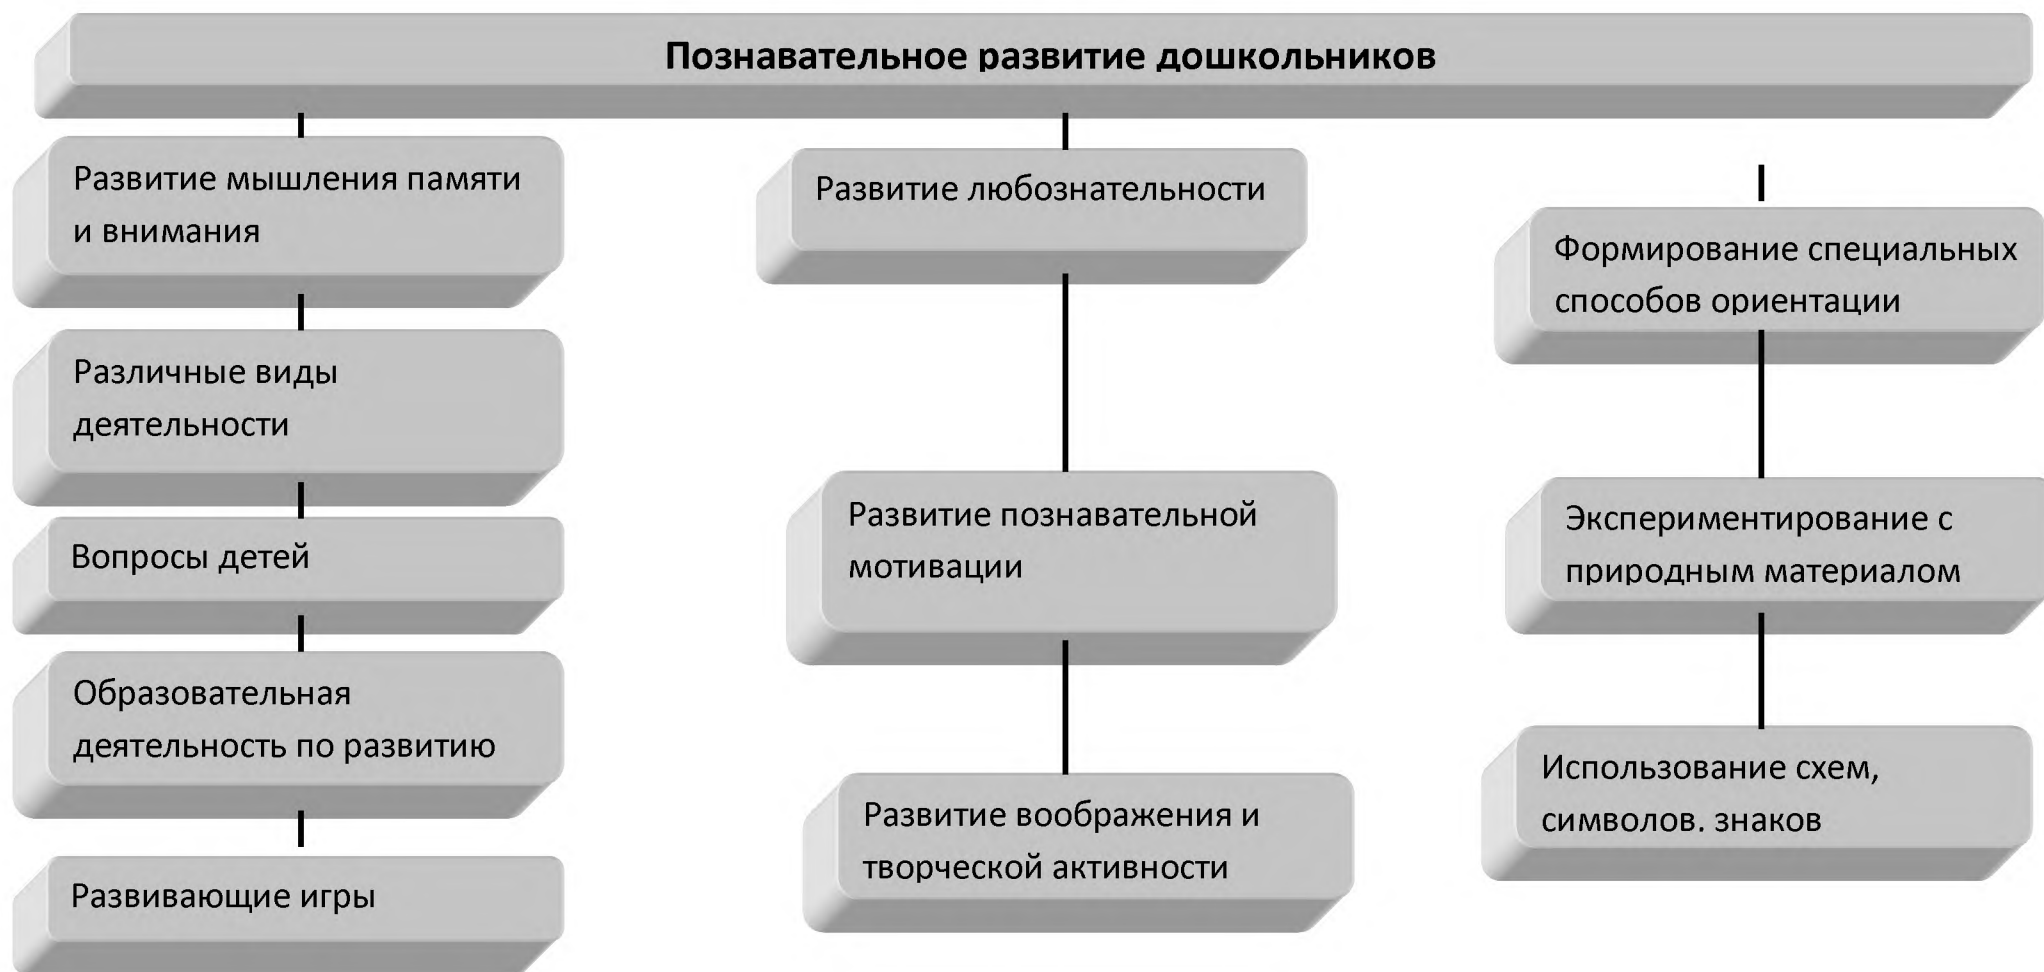 Познавательное развитие дошкольников
Развитие мышления памяти
и внимания
Различные виды
деятельности
Вопросы детей
Образовательная
деятельность по развитию
Развивающие игры
Развитие любознательности
Развитие познавательной
мотивации
Развитие воображения и
творческой активности
Формирование специальных
способов ориентации
Экспериментирование с
природным материалом
Использование схем,
символов. знаков